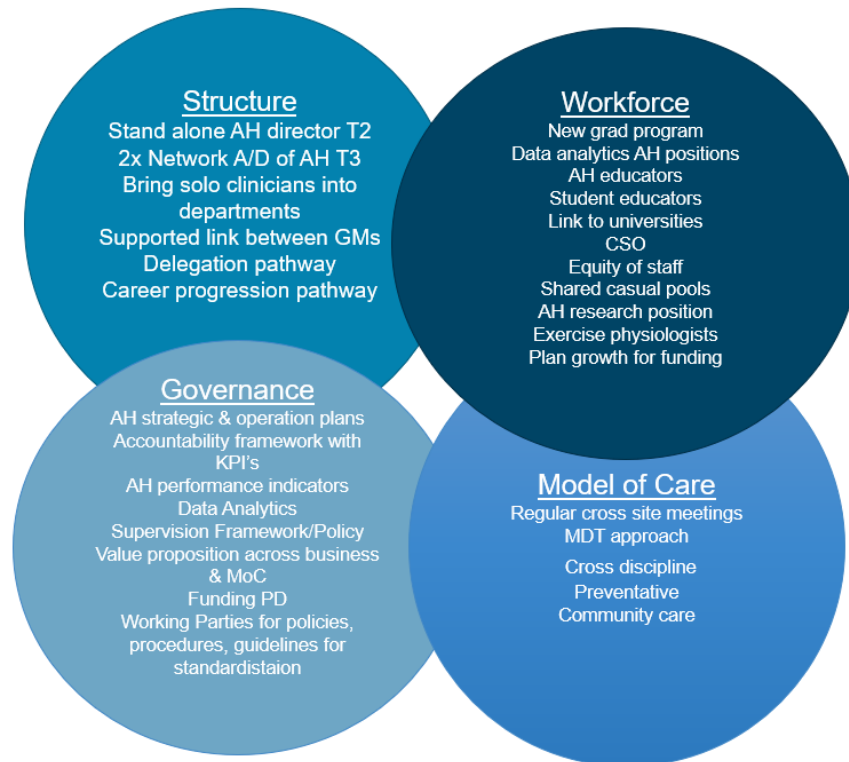 Structure
Stand alone AH director T2
2x Network A/D of AH T3
Bring solo clinicians into
departments
Supported link between GMs
Delegation pathway
Career progression pathway
Workforce
New grad program
Data analytics AH positions
AH educators
Student educators
Link to universities
CSO
Equity of staff
Shared casual pools
AH research position
Exercise physiologists
Plan growth for funding
Governance
AH strategic & operation plans
Accountability framework with
KPI's
AH performance indicators
Data Analytics
Supervision Framework/Policy
Value proposition across business
& MoC
Funding PD
Working Parties for policies,
procedures, guidelines for
standardistaion
Model of Care
Regular cross site meetings
MDT approach
Cross discipline
Preventative
Community care